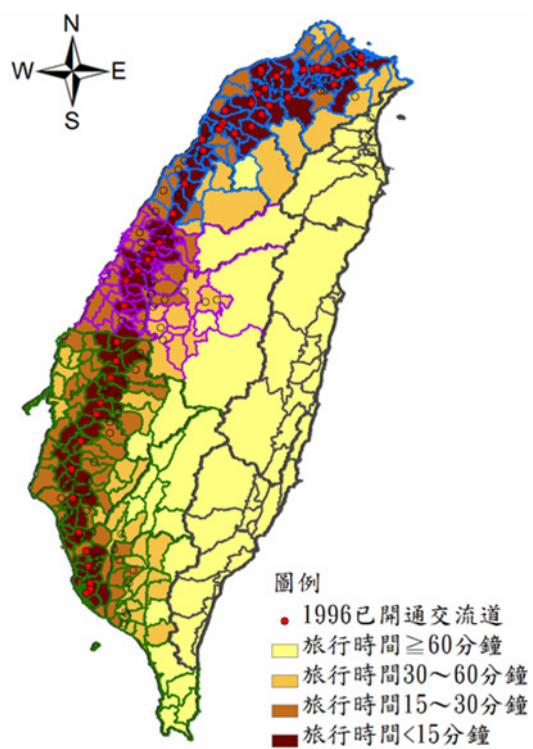 N
W E
S
圖例
1996已開通交流道
旅行時間≧60分鐘
旅行時間30～60分鐘
旅行時間15～30分鐘
旅行時間<15分鐘